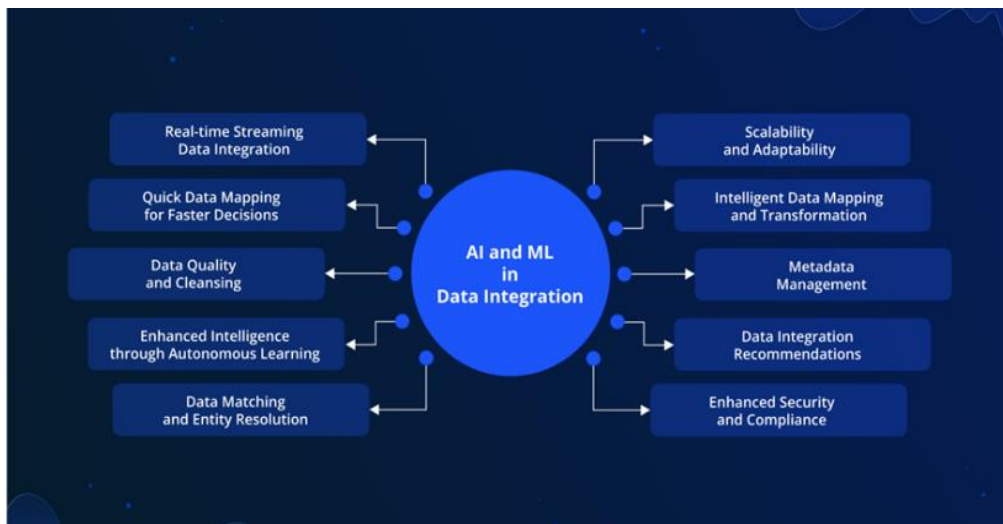 Real-time Streaming
Data Integration
Quick Data Mapping
for Faster Decisions
Data Quality
and Cleansing
Enhanced Intelligence
through Autonomous Learning
Data Matching
and Entity Resolution
AI and ML
in
Data Integration
Scalability
and Adaptability
Intelligent Data Mapping
and Transformation
Metadata
Management
Data Integration
Recommendations
Enhanced Security
and Compliance